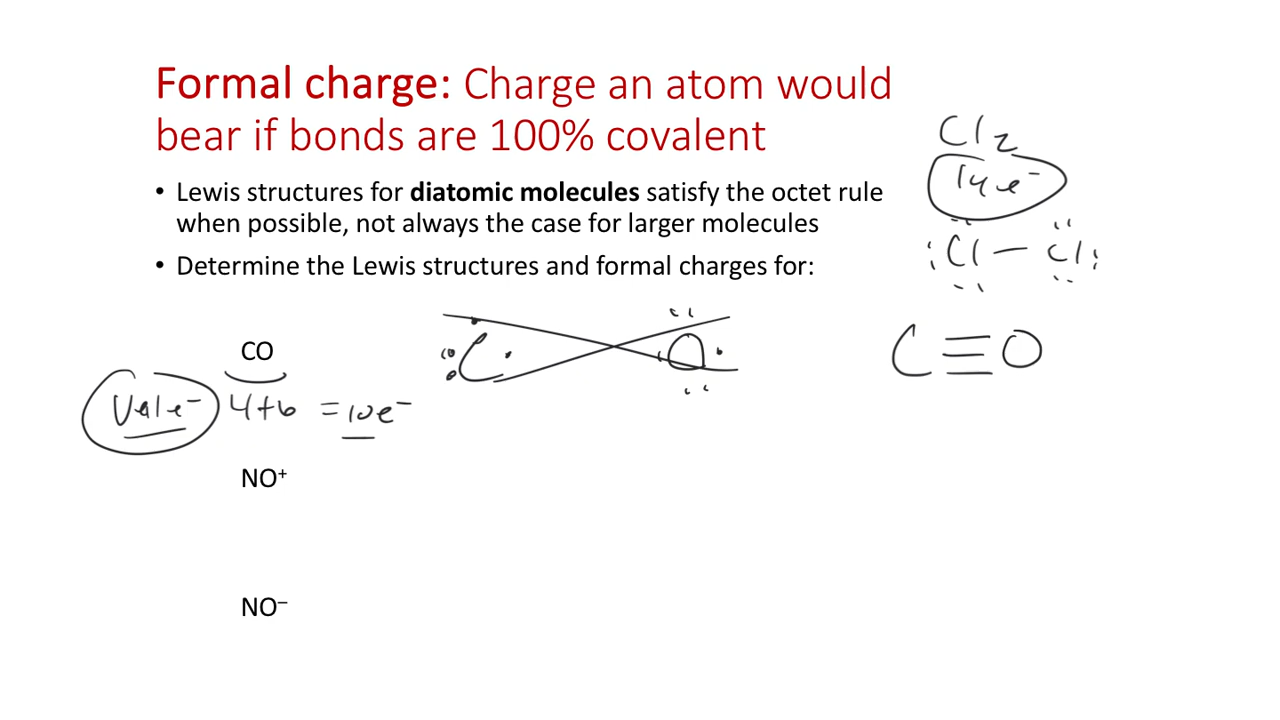 Formal charge: Charge an atom would
bear if bonds are 100% covalent
• Lewis structures for diatomic molecules satisfy the octet rule
when possible, not always the case for larger molecules
• Determine the Lewis structures and formal charges for:
Cl2
14e⁻
Cl — Cl
CO
C O
C ≡ O
Val e⁻ 4+6 = 10e⁻
NO⁺
NO⁻